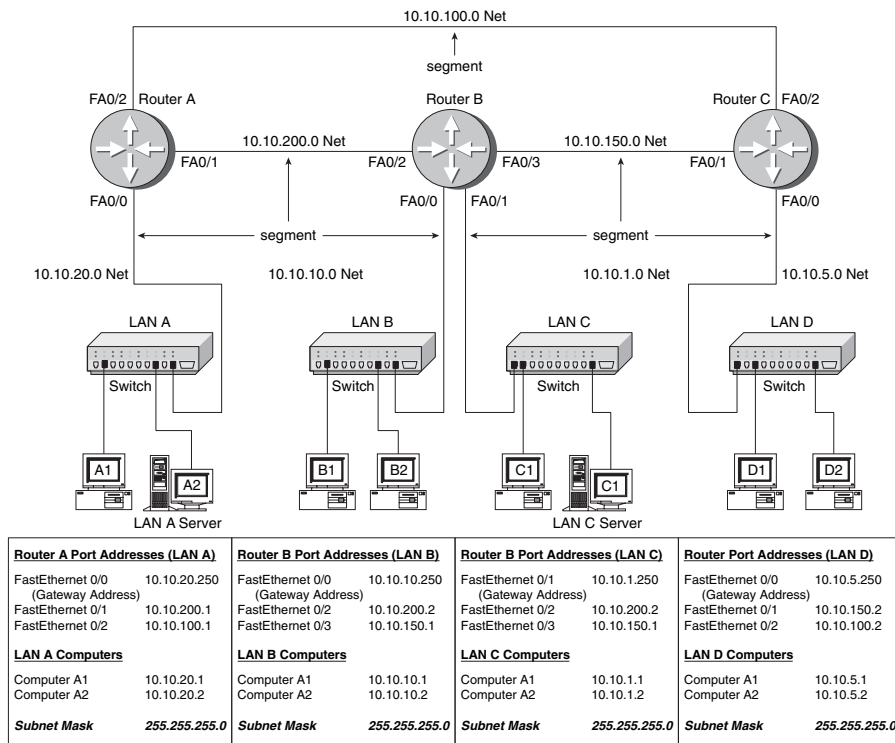 10.10.100.0 Net
segment
FA0/2 Router A
Router B
Router C FA0/2
10.10.200.0 Net
10.10.150.0 Net
FA0/1
FA0/2
FA0/3
FA0/1
FA0/0
FA0/0
FA0/1
FA0/0
segment
segment
10.10.20.0 Net
10.10.10.0 Net
10.10.1.0 Net
10.10.5.0 Net
LAN A
LAN B
LAN C
LAN D
Switch
Switch
Switch
Switch
A1
A2
B1
B2
C1
C1
D1
D2
LAN A Server
LAN C Server
Router A Port Addresses (LAN A)
FastEthernet 0/0 10.10.20.250
(Gateway Address)
FastEthernet 0/1 10.10.200.1
FastEthernet 0/2 10.10.100.1
LAN A Computers
Computer A1 10.10.20.1
Computer A2 10.10.20.2
Subnet Mask 255.255.255.0
Router B Port Addresses (LAN B)
FastEthernet 0/0 10.10.10.250
(Gateway Address)
FastEthernet 0/2 10.10.200.2
FastEthernet 0/3 10.10.150.1
LAN B Computers
Computer A1 10.10.10.1
Computer A2 10.10.10.2
Subnet Mask 255.255.255.0
Router B Port Addresses (LAN C)
FastEthernet 0/1 10.10.1.250
(Gateway Address)
FastEthernet 0/2 10.10.200.2
FastEthernet 0/3 10.10.150.1
LAN C Computers
Computer A1 10.10.1.1
Computer A2 10.10.1.2
Subnet Mask 255.255.255.0
Router Port Addresses (LAN D)
FastEthernet 0/0 10.10.5.250
(Gateway Address)
FastEthernet 0/1 10.10.150.2
FastEthernet 0/2 10.10.100.2
LAN D Computers
Computer A1 10.10.5.1
Computer A2 10.10.5.2
Subnet Mask 255.255.255.0